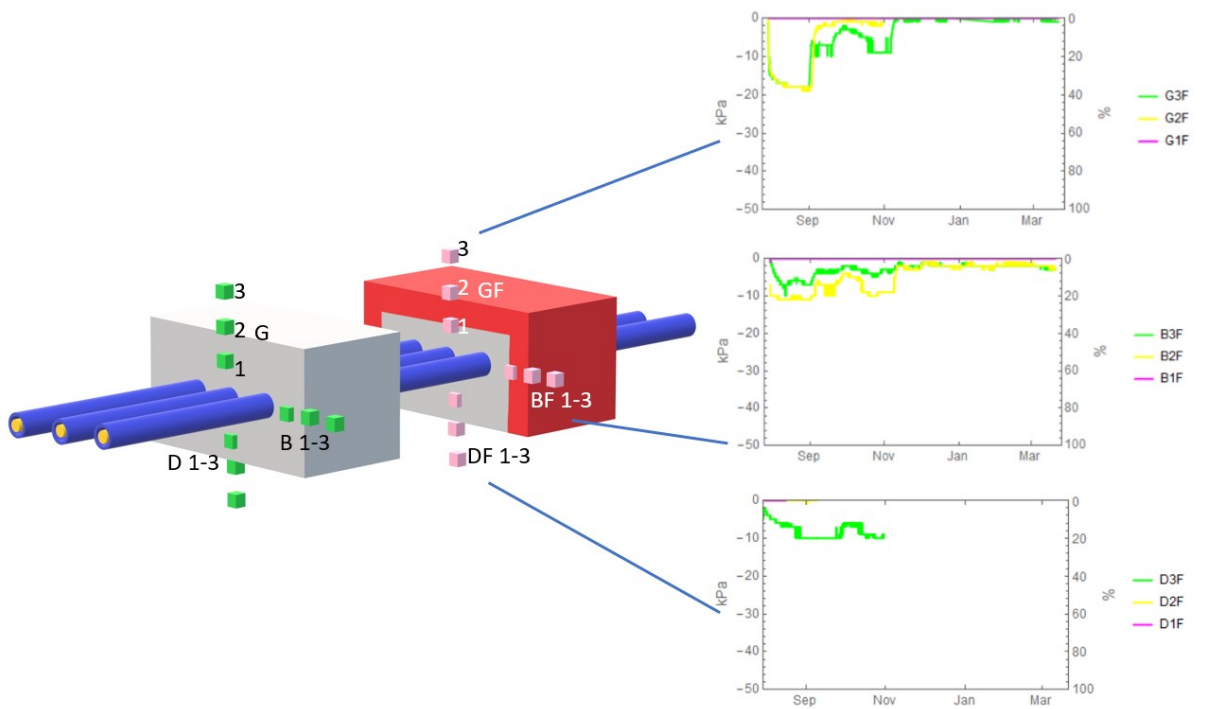 0
−10
−20
−30
−40
−50
kPa
0
20
40
60
80
100
%
Sep Nov Jan Mar
G3F
G2F
G1F
0
−10
−20
−30
−40
−50
kPa
0
20
40
60
80
100
%
Sep Nov Jan Mar
B3F
B2F
B1F
0
−10
−20
−30
−40
−50
kPa
0
20
40
60
80
100
%
Sep Nov Jan Mar
D3F
D2F
D1F
3
2 GF
1
BF 1-3
DF 1-3
3
2 G
1
B 1-3
D 1-3